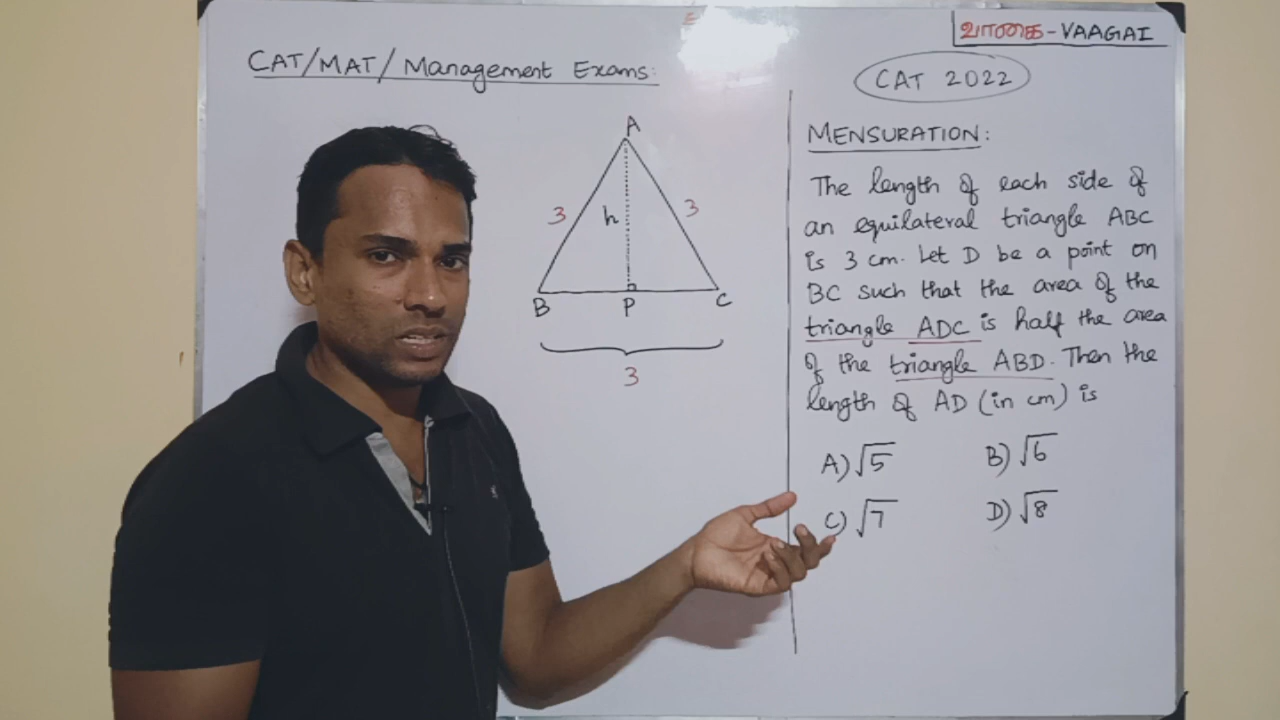 வாகை - VAAGAI
CAT/MAT/Management Exams:
CAT 2022
A
3
h
3
B
P
C
3
MENSURATION:
The length of each side of
an equilateral triangle ABC
is 3 cm. Let D be a point on
BC such that the area of the
triangle ADC is half the area
of the triangle ABD. Then the
length of AD (in cm) is
A) √5 B) √6
C) √7 D) √8